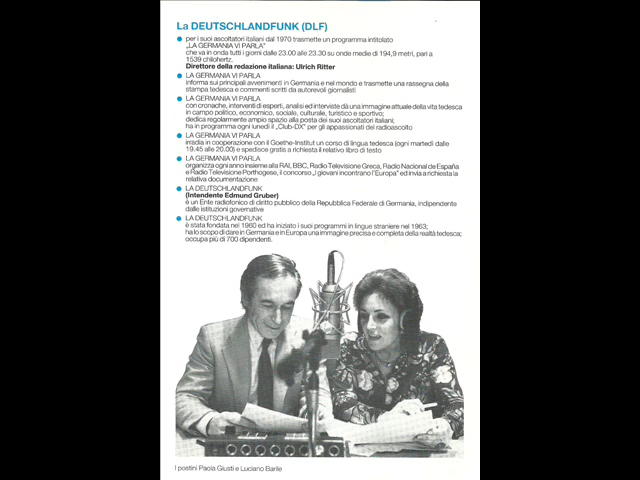 La DEUTSCHLANDFUNK (DLF)
per i suoi ascoltatori italiani dal 1970 trasmette un programma intitolato
„LA GERMANIA VI PARLA"
che va in onda tutti i giorni dalle 23.00 alle 23.30 su onde medie di 194,9 metri, pari a
1539 chilohertz.
Direttore della redazione italiana: Ulrich Ritter
LA GERMANIA VI PARLA
informa sui principali avvenimenti in Germania e nel mondo e trasmette una rassegna della
stampa tedesca e commenti scritti da autorevoli giornalisti
LA GERMANIA VI PARLA
con cronache, interventi di esperti, analisi ed interviste dà una immagine attuale della vita tedesca
in campo politico, economico, sociale, culturale, turistico e sportivo;
dedica regolarmente ampio spazio alla posta dei suoi ascoltatori italiani;
ha in programma ogni lunedì il „Club-DX" per gli appassionati del radioascolto
LA GERMANIA VI PARLA
irradia in cooperazione con il Goethe-Institut un corso di lingua tedesca (ogni martedì dalle
19.45 alle 20.00) e spedisce gratis a richiesta il relativo libro di testo
LA GERMANIA VI PARLA
organizza ogni anno insieme alla RAI, BBC, Radio Televisione Greca, Radio Nacional de España
e Radio Televisione Porthogese, il concorso „I giovani incontrano l'Europa" ed invia a richiesta la
relativa documentazione
LA DEUTSCHLANDFUNK
(Intendente Edmund Gruber)
è un Ente radiofonico di diritto pubblico della Repubblica Federale di Germania, indipendente
dalle istituzioni governative
LA DEUTSCHLANDFUNK
è stata fondata nel 1960 ed ha iniziato i suoi programmi in lingue straniere nel 1963;
ha lo scopo di dare in Germania e in Europa una immagine precisa e completa della realtà tedesca;
occupa più di 700 dipendenti.
I postini Paola Giusti e Luciano Barile